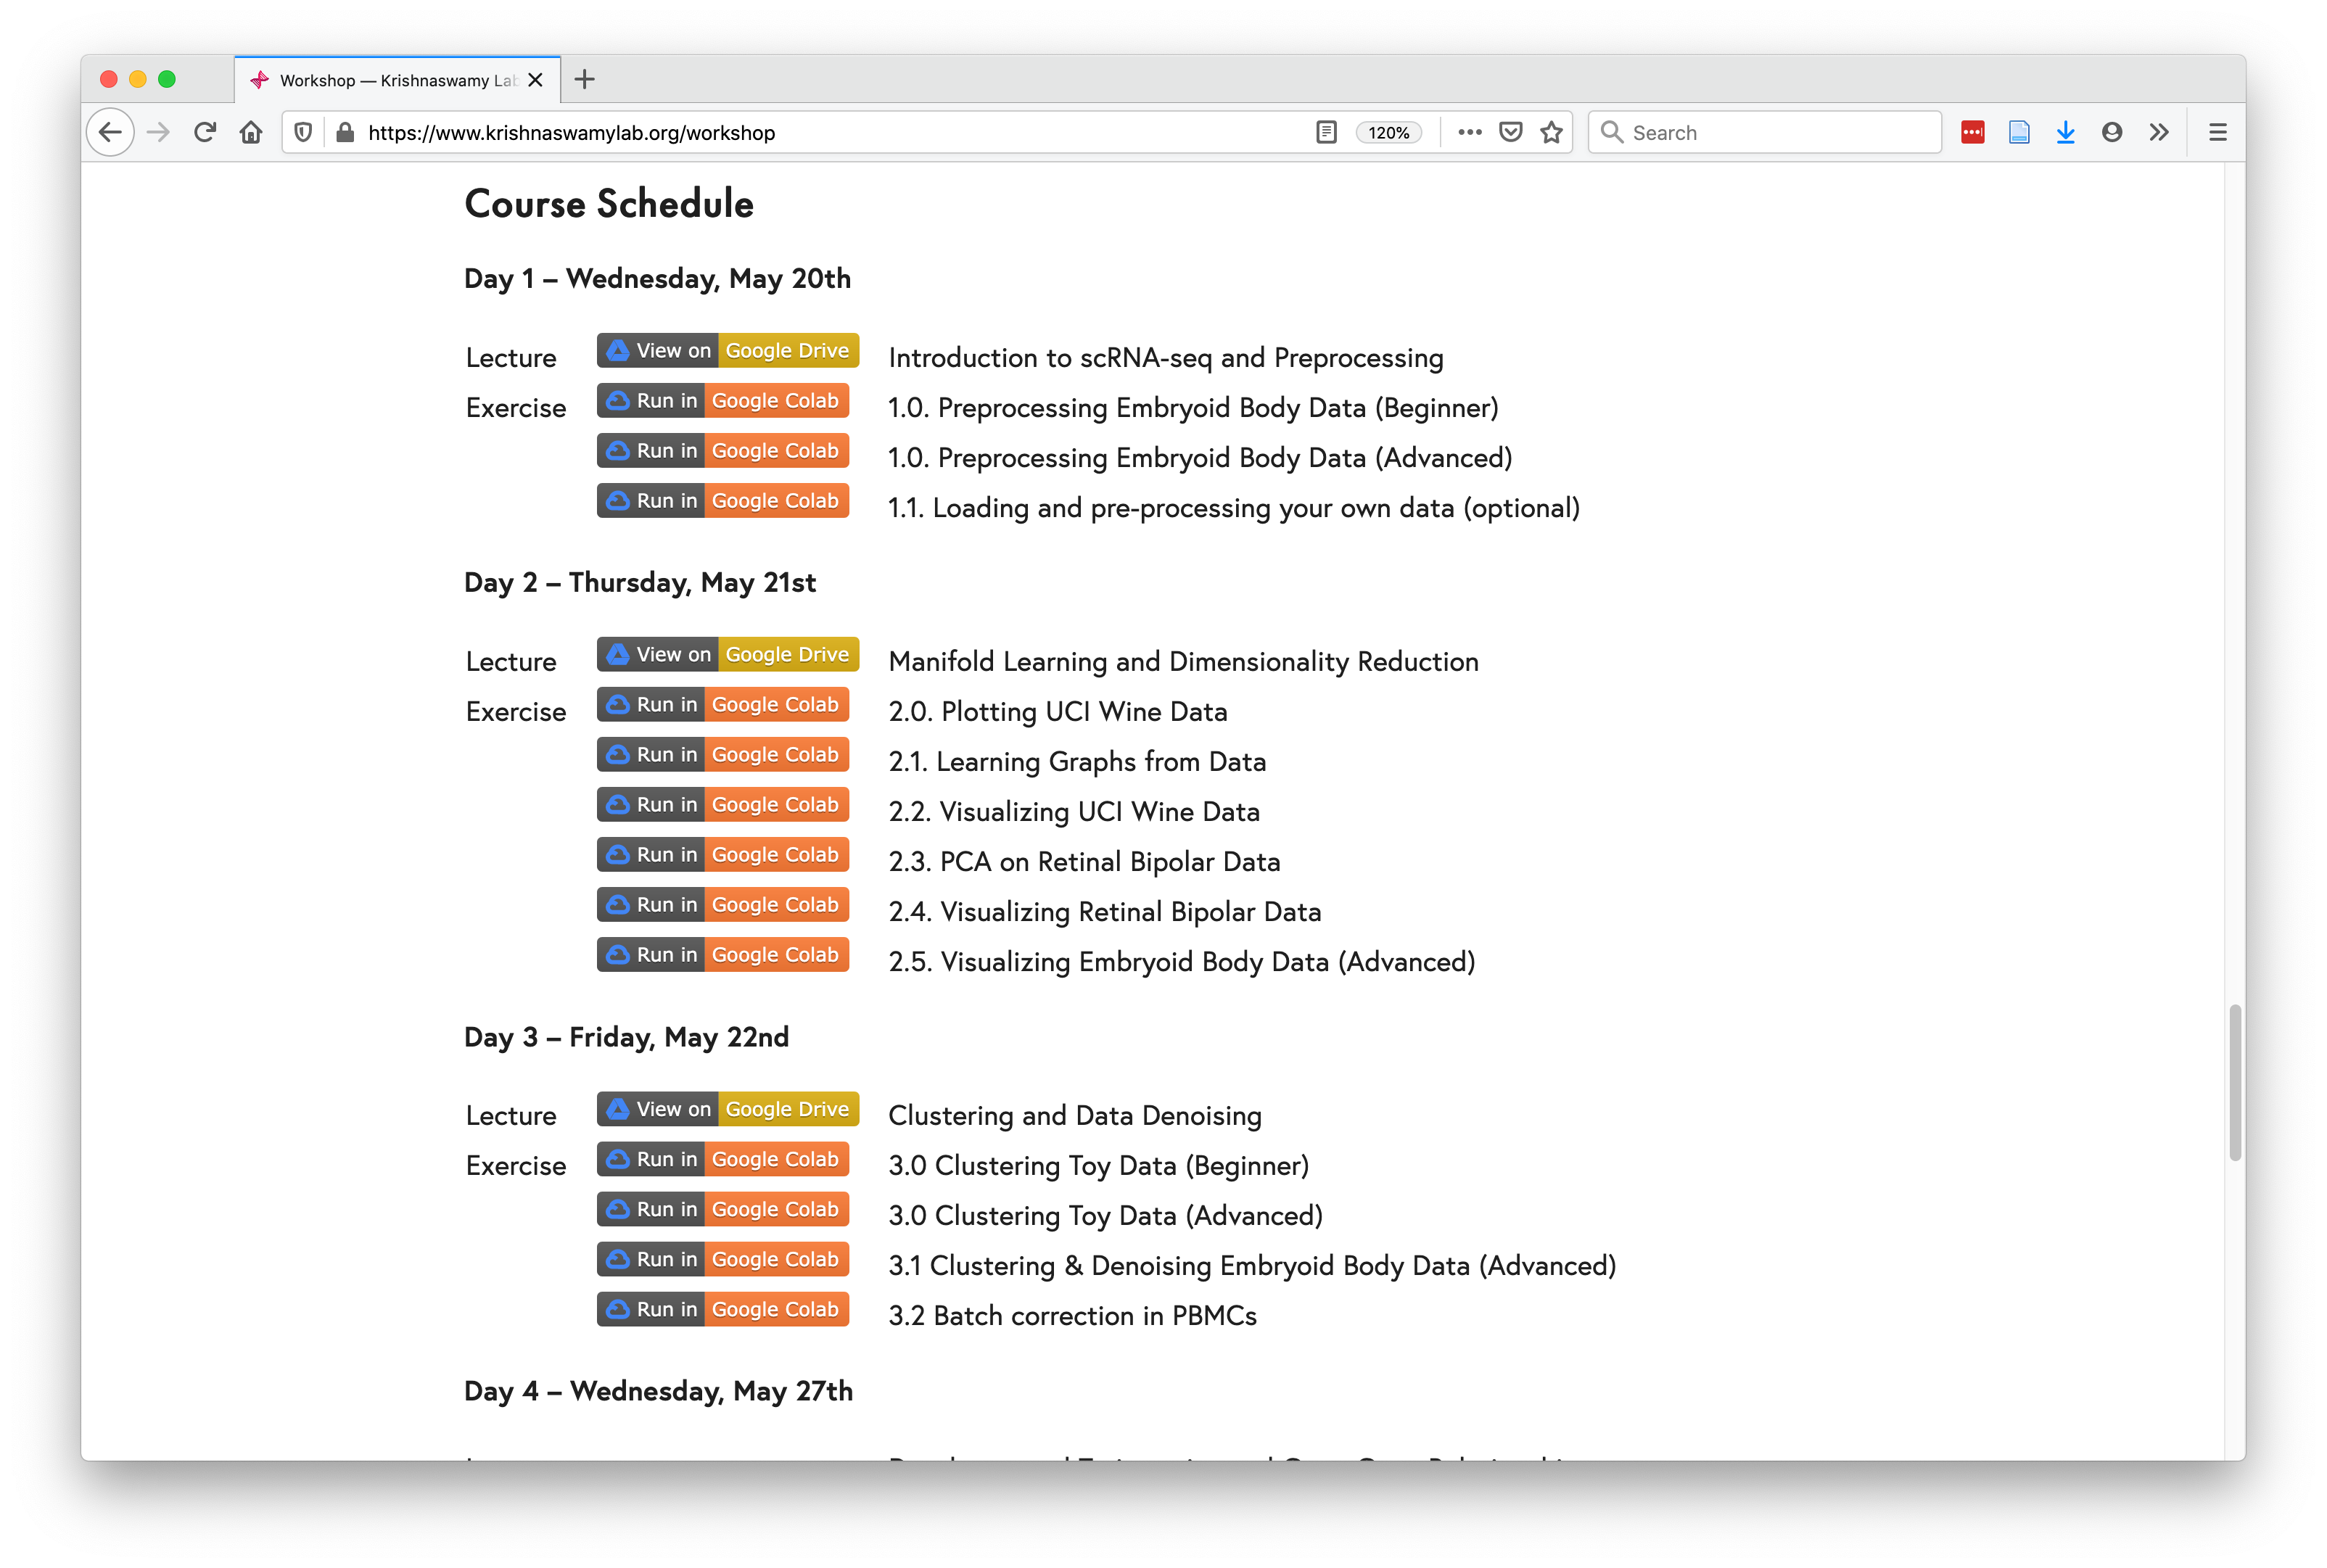 Workshop — Krishnaswamy Lab
https://www.krishnaswamylab.org/workshop
120%
Search
Course Schedule
Day 1 – Wednesday, May 20th
Lecture View on Google Drive Introduction to scRNA-seq and Preprocessing
Exercise Run in Google Colab 1.0. Preprocessing Embryoid Body Data (Beginner)
Run in Google Colab 1.0. Preprocessing Embryoid Body Data (Advanced)
Run in Google Colab 1.1. Loading and pre-processing your own data (optional)
Day 2 – Thursday, May 21st
Lecture View on Google Drive Manifold Learning and Dimensionality Reduction
Exercise Run in Google Colab 2.0. Plotting UCI Wine Data
Run in Google Colab 2.1. Learning Graphs from Data
Run in Google Colab 2.2. Visualizing UCI Wine Data
Run in Google Colab 2.3. PCA on Retinal Bipolar Data
Run in Google Colab 2.4. Visualizing Retinal Bipolar Data
Run in Google Colab 2.5. Visualizing Embryoid Body Data (Advanced)
Day 3 – Friday, May 22nd
Lecture View on Google Drive Clustering and Data Denoising
Exercise Run in Google Colab 3.0 Clustering Toy Data (Beginner)
Run in Google Colab 3.0 Clustering Toy Data (Advanced)
Run in Google Colab 3.1 Clustering & Denoising Embryoid Body Data (Advanced)
Run in Google Colab 3.2 Batch correction in PBMCs
Day 4 – Wednesday, May 27th